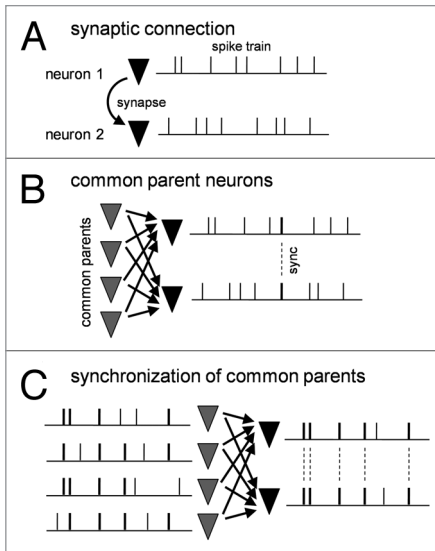 A synaptic connection
spike train
neuron 1
synapse
neuron 2
B common parent neurons
common parents
sync
C synchronization of common parents